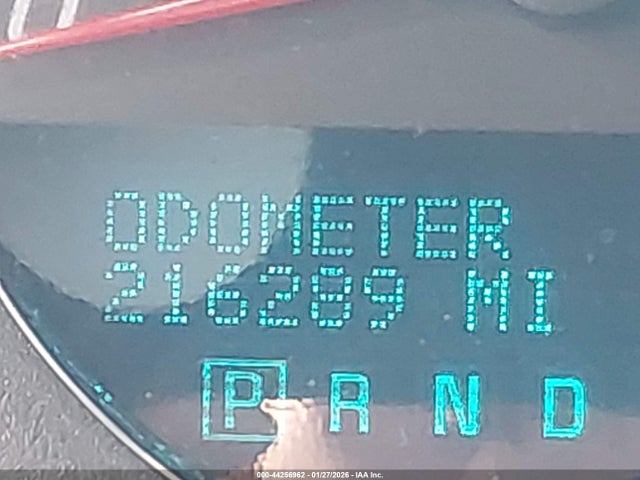 ODOMETER
216289 MI
P R N D
000-44256962 - 01/27/2026 - IAA Inc.